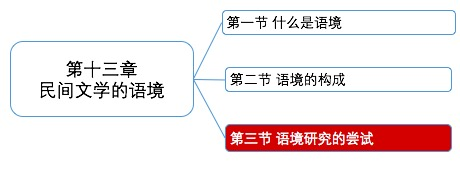 第十三章
民间文学的语境
第一节 什么是语境
第二节 语境的构成
第三节 语境研究的尝试